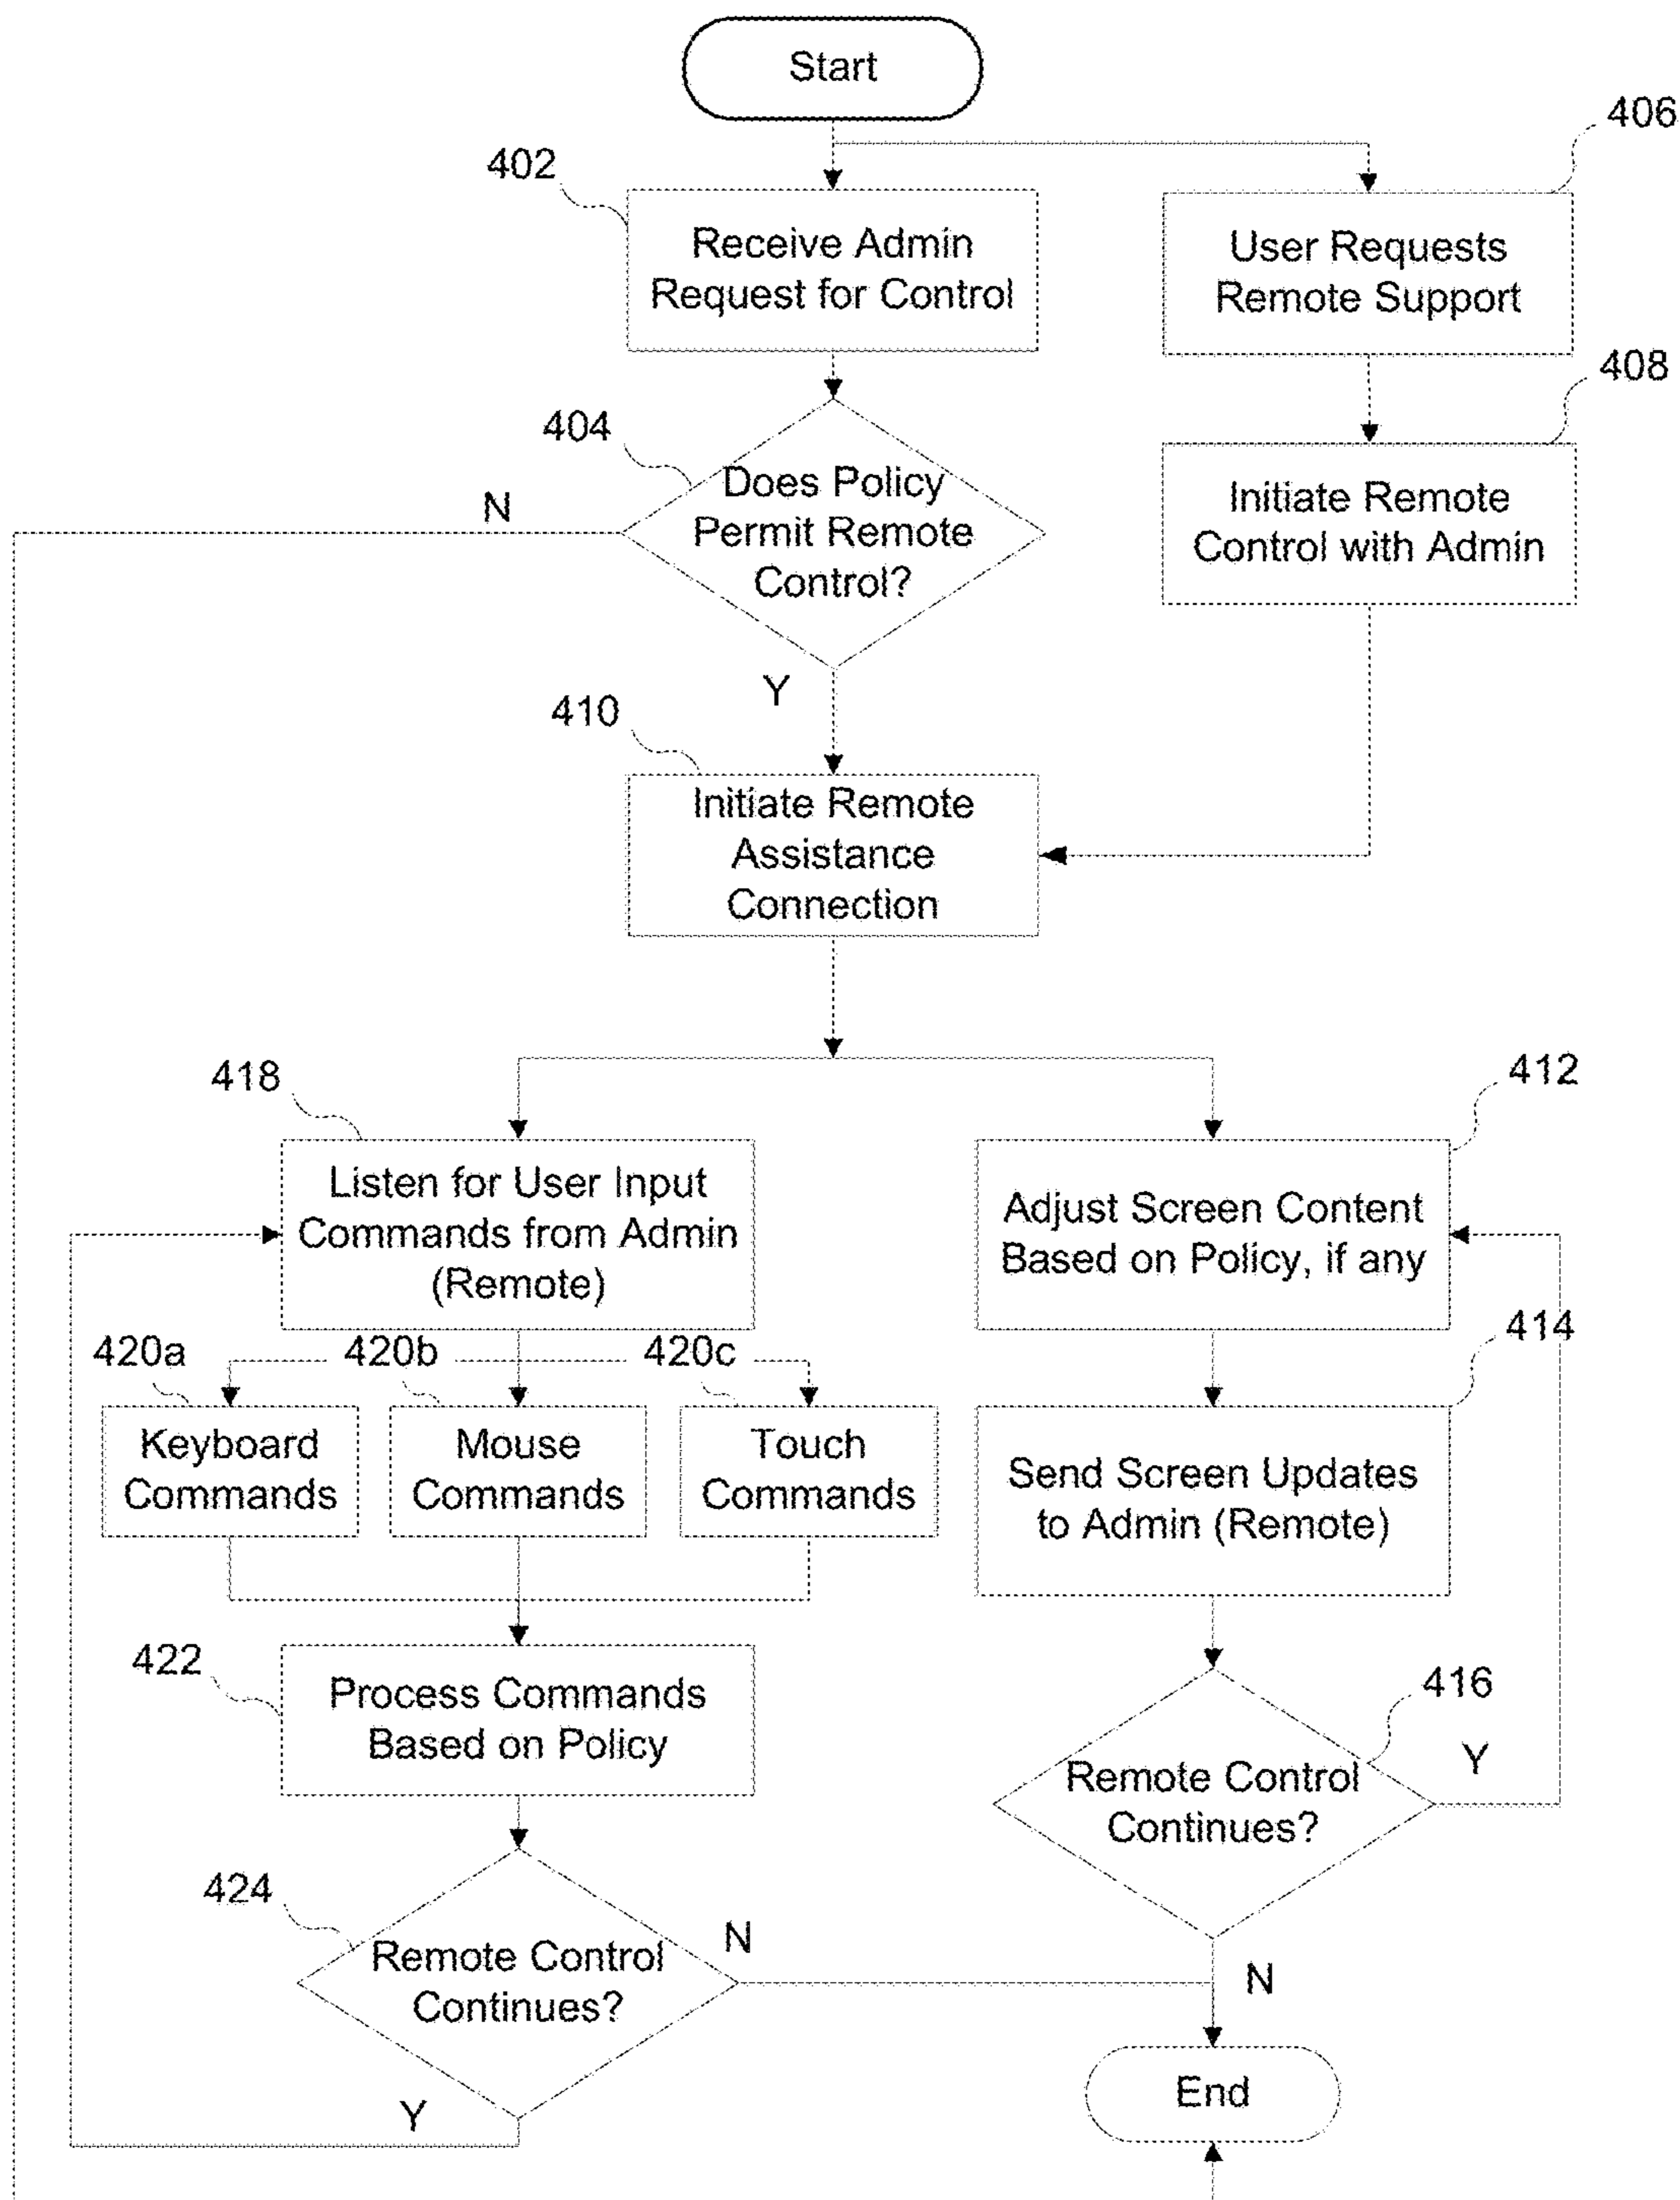 Start
406
402
Receive Admin
Request for Control
User Requests
Remote Support
408
404
Does Policy
Permit Remote
Control?
N
Initiate Remote
Control with Admin
Y
410
Initiate Remote
Assistance
Connection
418
412
Listen for User Input
Commands from Admin
(Remote)
Adjust Screen Content
Based on Policy, if any
420a
420b
420c
414
Keyboard
Commands
Mouse
Commands
Touch
Commands
Send Screen Updates
to Admin (Remote)
422
Process Commands
Based on Policy
416
Remote Control
Continues?
Y
424
Remote Control
Continues?
N
N
Y
End